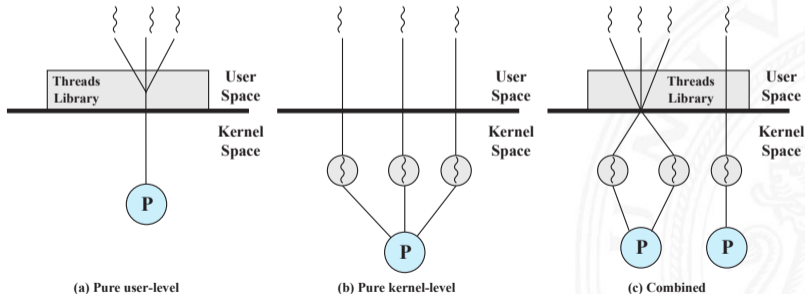 Threads
Library
User
Space
Kernel
Space
P
(a) Pure user-level
User
Space
Kernel
Space
P
(b) Pure kernel-level
Threads
Library
User
Space
Kernel
Space
P
P
(c) Combined